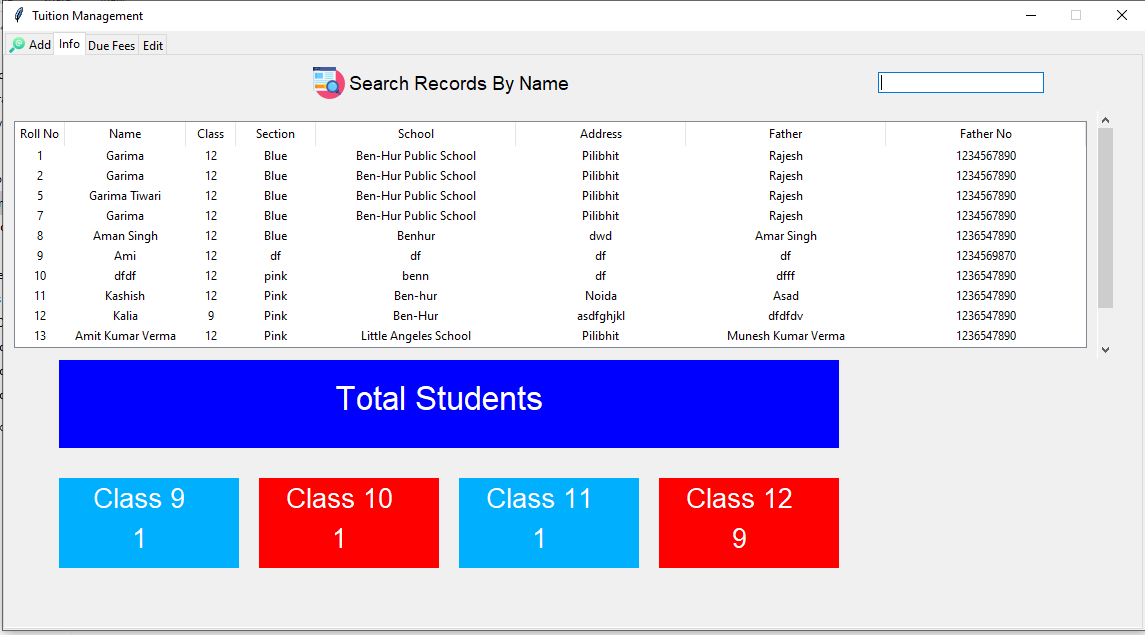 Tuition Management
Add Info Due Fees Edit
Search Records By Name
Roll No Name Class Section School Address Father Father No
1 Garima 12 Blue Ben-Hur Public School Pilibhit Rajesh 1234567890
2 Garima 12 Blue Ben-Hur Public School Pilibhit Rajesh 1234567890
5 Garima Tiwari 12 Blue Ben-Hur Public School Pilibhit Rajesh 1234567890
7 Garima 12 Blue Ben-Hur Public School Pilibhit Rajesh 1234567890
8 Aman Singh 12 Blue Benhur dwd Amar Singh 1236547890
9 Ami 12 df df df df 1234569870
10 dfdf 12 pink benn df dfff 1236547890
11 Kashish 12 Pink Ben-hur Noida Asad 1236547890
12 Kalia 9 Pink Ben-Hur asdfghjkl dfdfdv 1236547890
13 Amit Kumar Verma 12 Pink Little Angeles School Pilibhit Munesh Kumar Verma 1236547890
Total Students
Class 9 Class 10 Class 11 Class 12
1 1 1 9